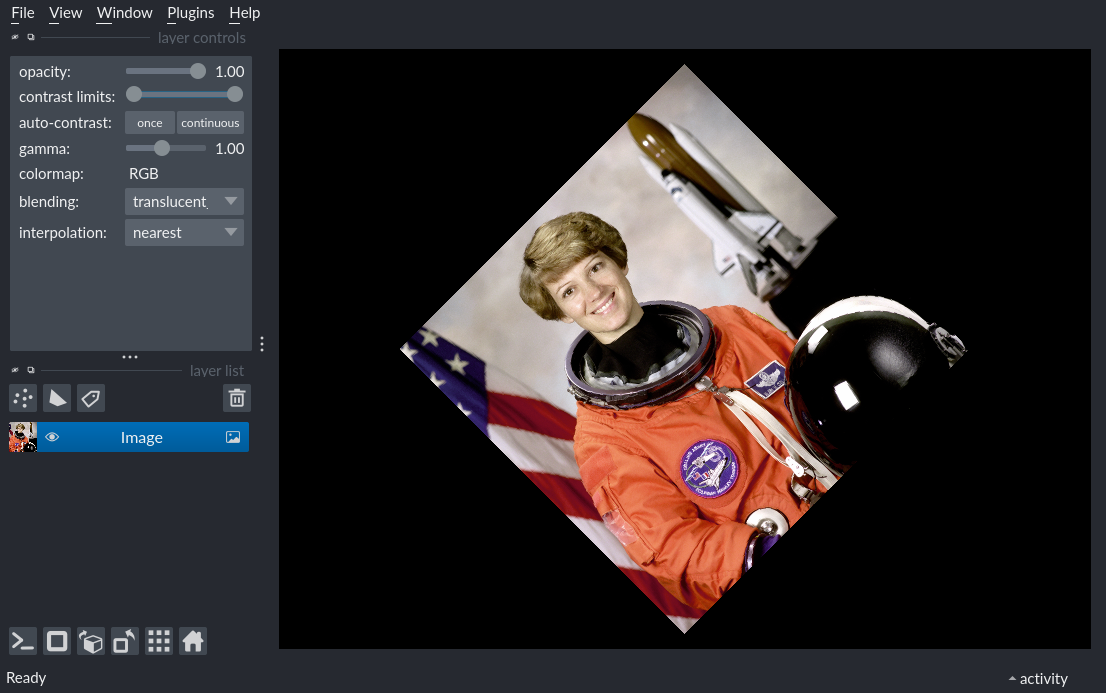 File View Window Plugins Help
layer controls
opacity: 1.00
contrast limits:
auto-contrast: once continuous
gamma: 1.00
colormap: RGB
blending: translucent
interpolation: nearest
layer list
Image
Ready
activity